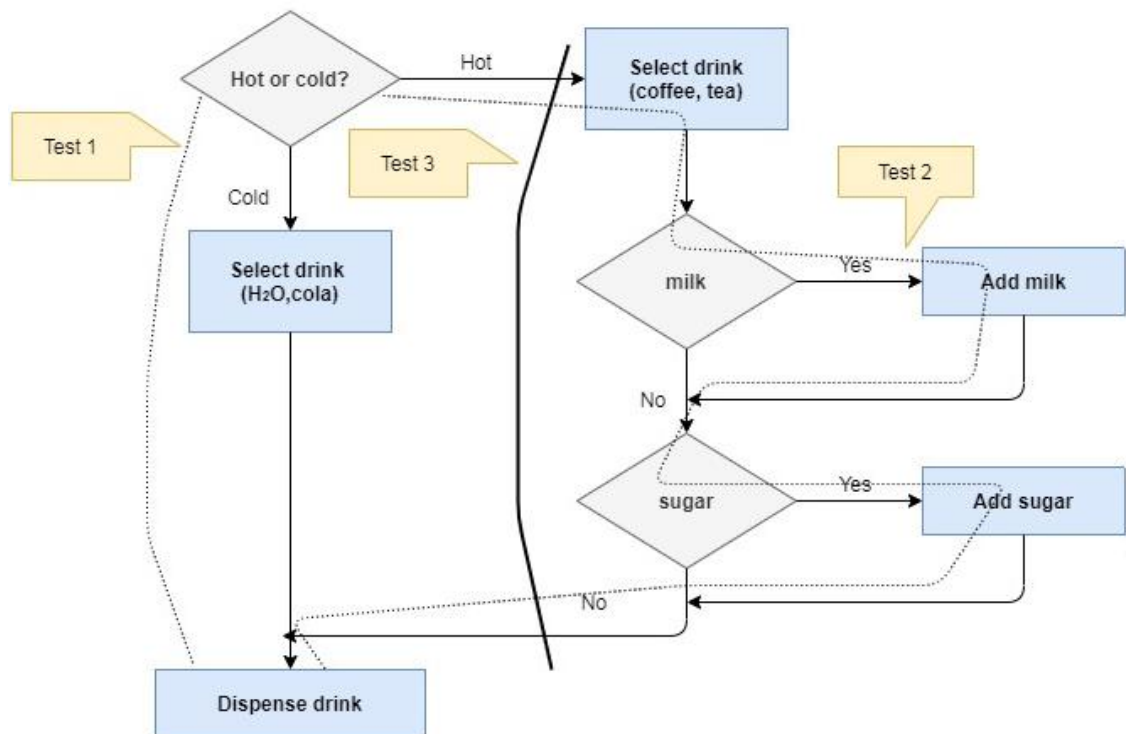 Hot or cold?
Hot
Select drink
(coffee, tea)
Test 1
Test 3
Test 2
Cold
Select drink
(H₂O,cola)
milk
Yes
Add milk
No
sugar
Yes
Add sugar
No
Dispense drink